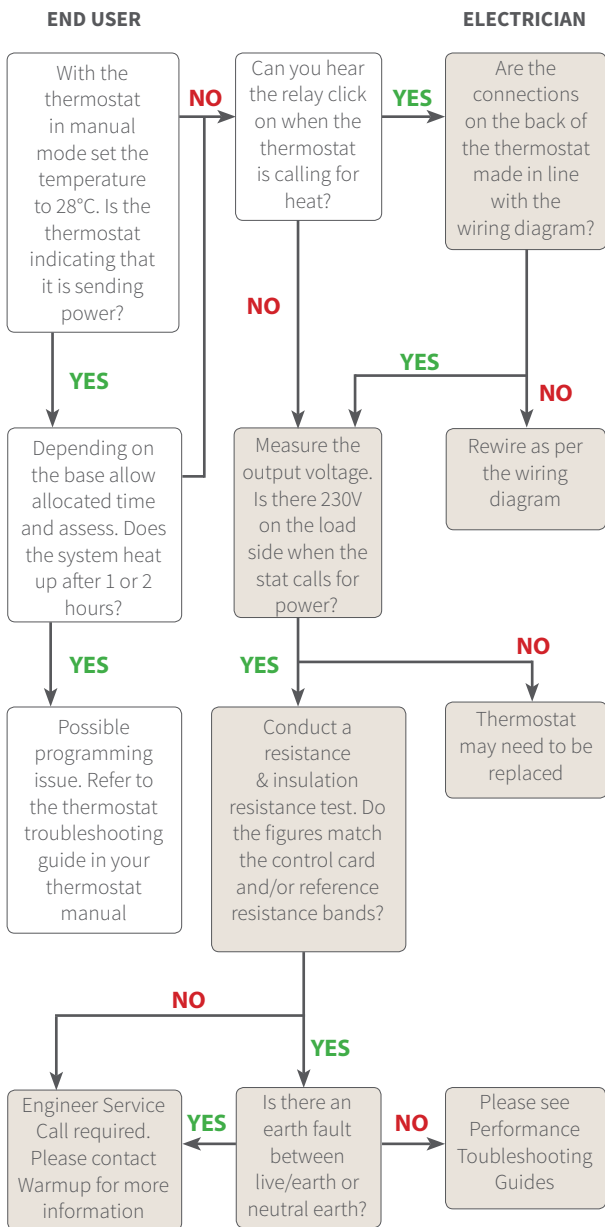 END USER
ELECTRICIAN
With the
thermostat
in manual
mode set the
temperature
to 28°C. Is the
thermostat
indicating that
it is sending
power?
NO
Can you hear
the relay click
on when the
thermostat
is calling for
heat?
YES
Are the
connections
on the back of
the thermostat
made in line
with the
wiring diagram?
YES
NO
YES
NO
Depending on
the base allow
allocated time
and assess. Does
the system heat
up after 1 or 2
hours?
Measure the
output voltage.
Is there 230V
on the load
side when the
stat calls for
power?
Rewire as per
the wiring
diagram
YES
YES
NO
Possible
programming
issue. Refer to
the thermostat
troubleshooting
guide in your
thermostat
manual
Conduct a
resistance
& insulation
resistance test. Do
the figures match
the control card
and/or reference
resistance bands?
Thermostat
may need to be
replaced
NO
YES
Engineer Service
Call required.
Please contact
Warmup for more
information
YES
Is there an
earth fault
between
live/earth or
neutral earth?
NO
Please see
Performance
Toubleshooting
Guides